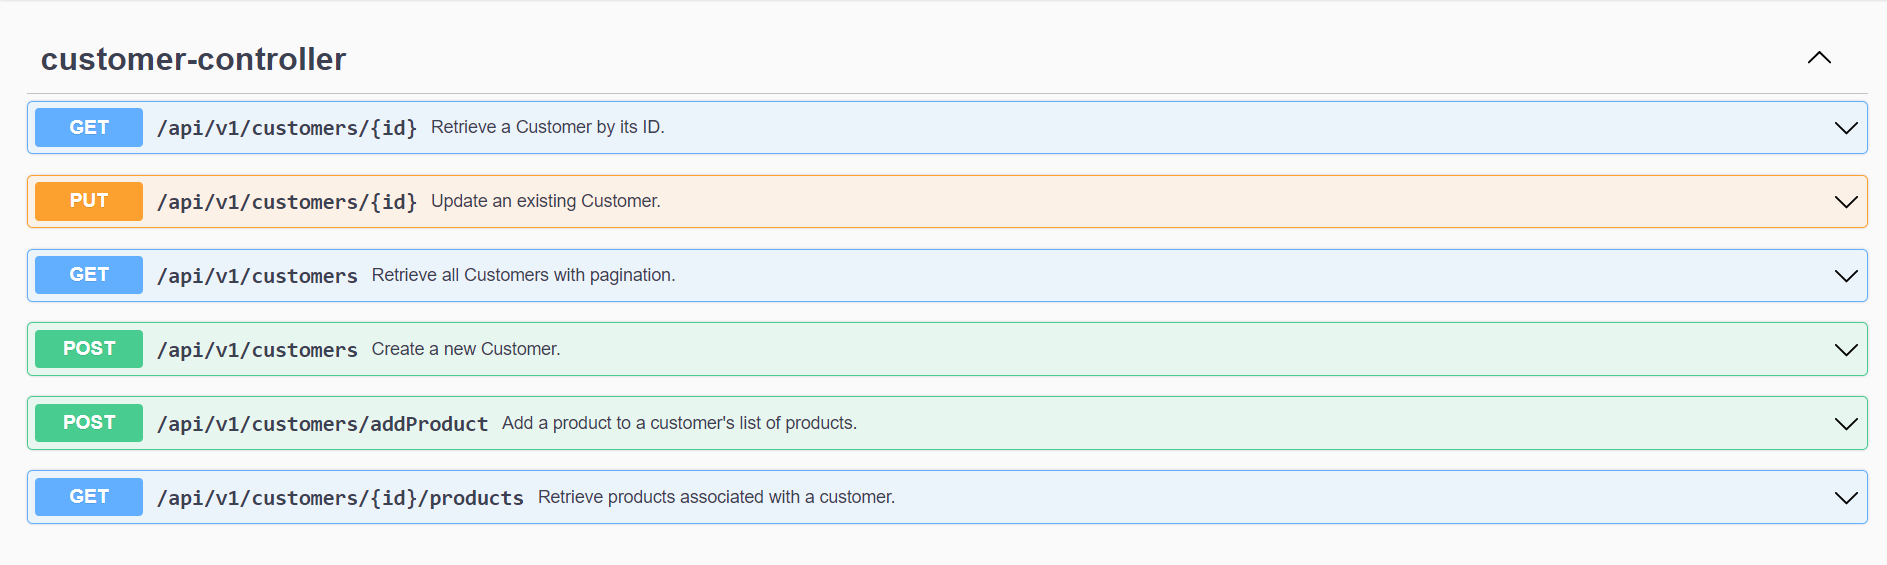 customer-controller
GET /api/v1/customers/{id} Retrieve a Customer by its ID.
PUT /api/v1/customers/{id} Update an existing Customer.
GET /api/v1/customers Retrieve all Customers with pagination.
POST /api/v1/customers Create a new Customer.
POST /api/v1/customers/addProduct Add a product to a customer's list of products.
GET /api/v1/customers/{id}/products Retrieve products associated with a customer.